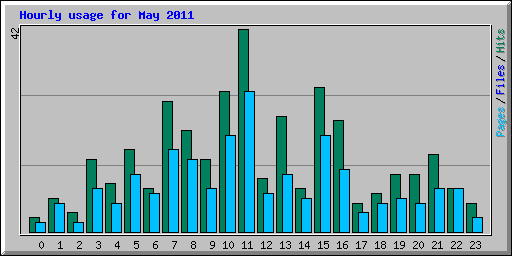 Hourly usage for May 2011
42
Pages / Files / Hits
0 1 2 3 4 5 6 7 8 9 10 11 12 13 14 15 16 17 18 19 20 21 22 23